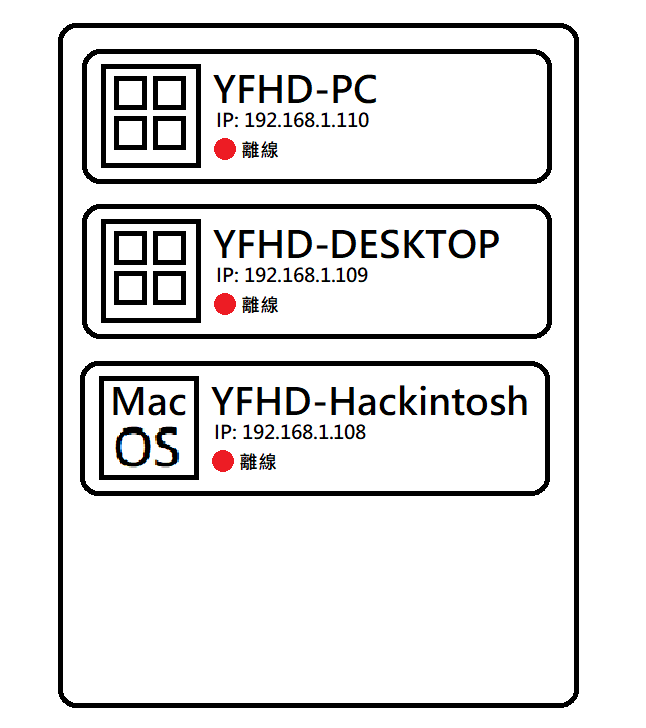 YFHD-PC
IP: 192.168.1.110
離線
YFHD-DESKTOP
IP: 192.168.1.109
離線
Mac
OS
YFHD-Hackintosh
IP: 192.168.1.108
離線